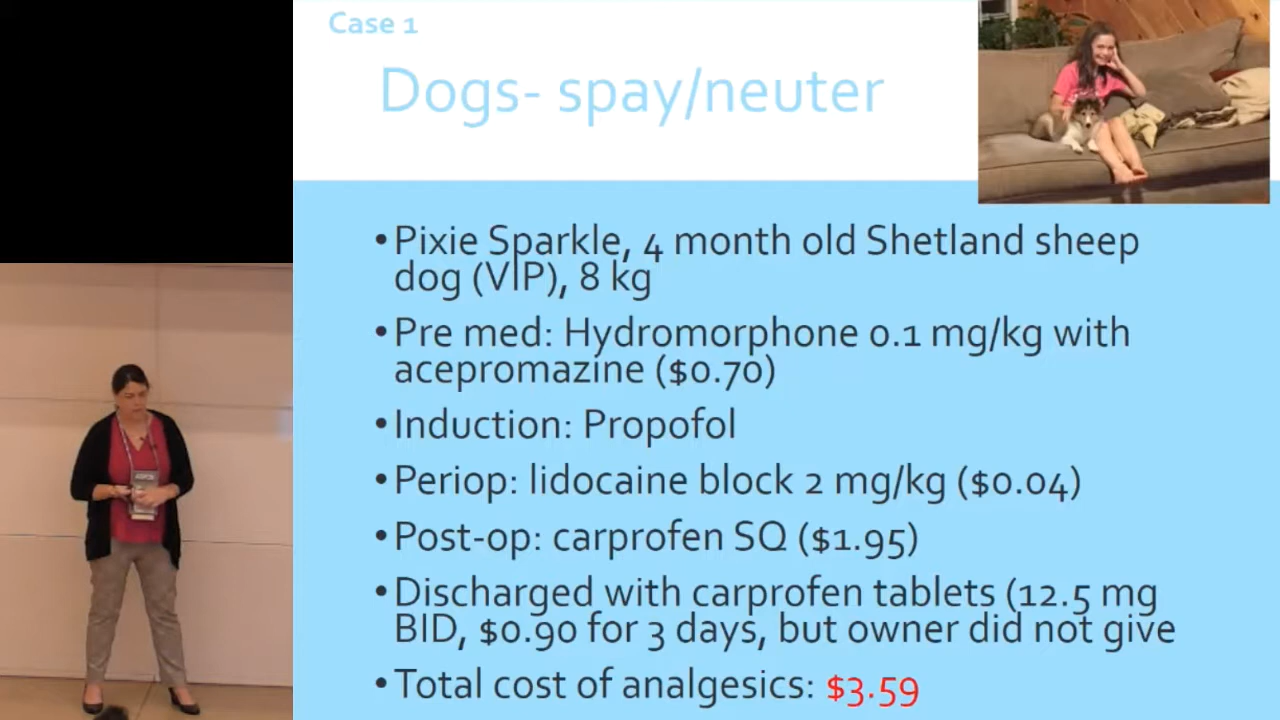 Case 1
Dogs- spay/neuter
•Pixie Sparkle, 4 month old Shetland sheep
dog (VIP), 8 kg
•Pre med: Hydromorphone 0.1 mg/kg with
acepromazine ($0.70)
•Induction: Propofol
•Periop: lidocaine block 2 mg/kg ($0.04)
•Post-op: carprofen SQ ($1.95)
•Discharged with carprofen tablets (12.5 mg
BID, $0.90 for 3 days, but owner did not give
•Total cost of analgesics: $3.59